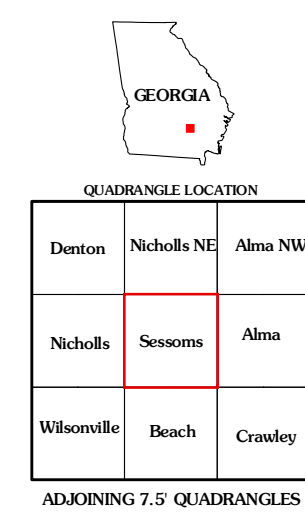 GEORGIA
QUADRANGLE LOCATION
Denton Nicholls NE Alma NW
Nicholls Sessoms Alma
Wilsonville Beach Crawley
ADJOINING 7.5' QUADRANGLES